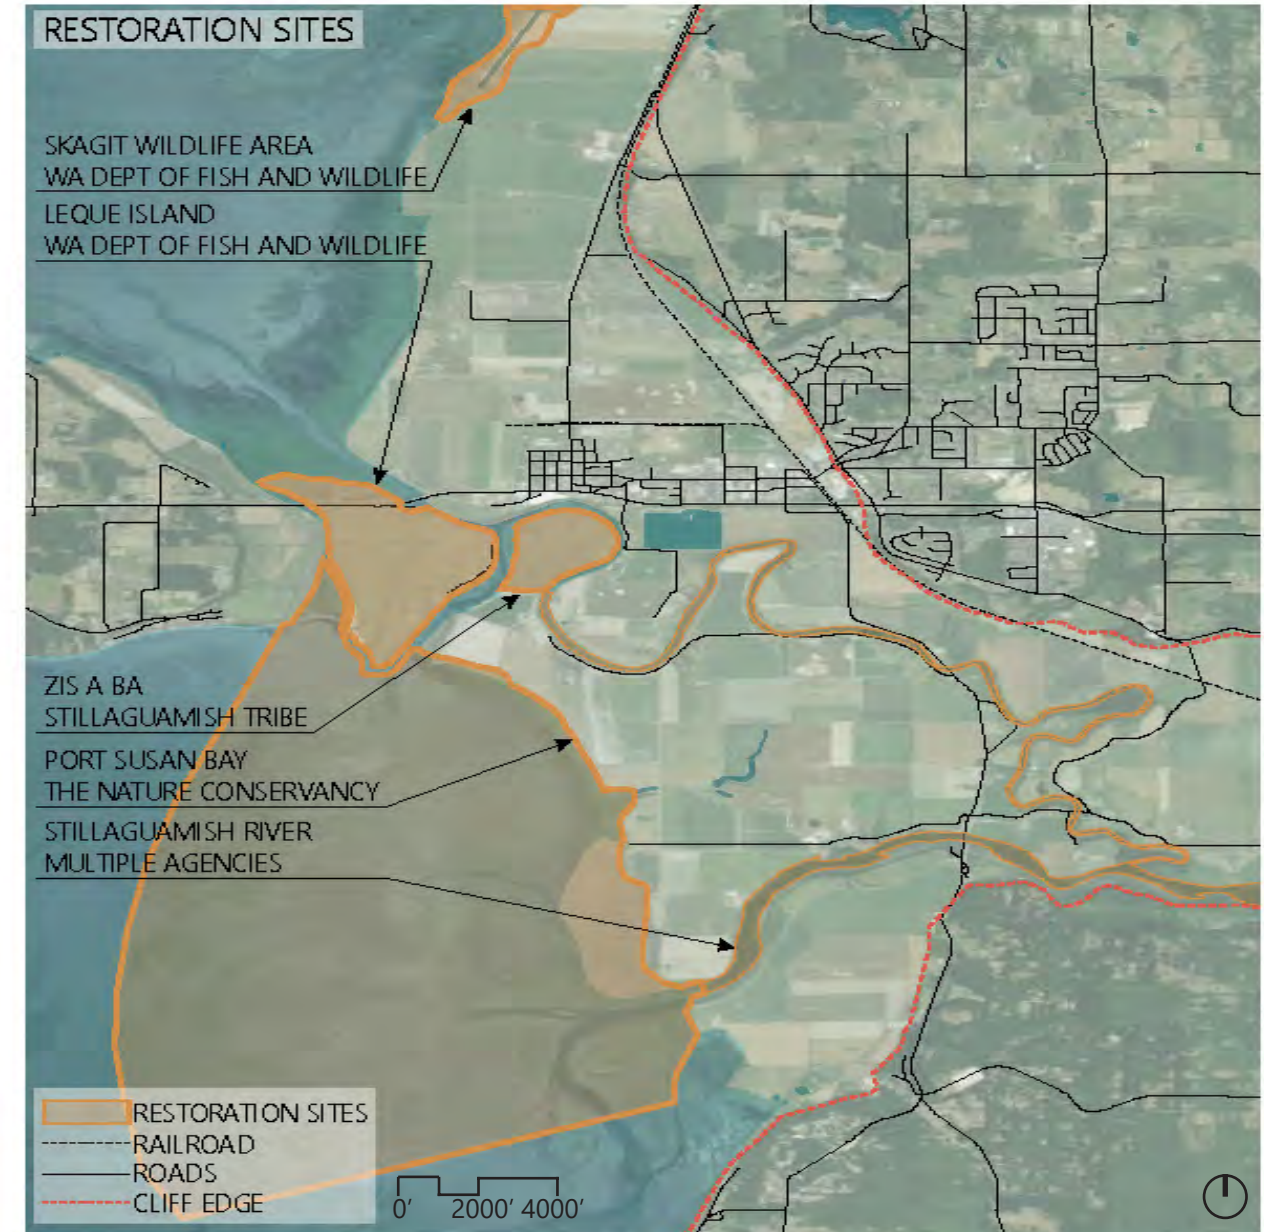 RESTORATION SITES
SKAGIT WILDLIFE AREA
WA DEPT OF FISH AND WILDLIFE
LEQUE ISLAND
WA DEPT OF FISH AND WILDLIFE
ZIS A BA
STILLAGUAMISH TRIBE
PORT SUSAN BAY
THE NATURE CONSERVANCY
STILLAGUAMISH RIVER
MULTIPLE AGENCIES
RESTORATION SITES
RAILROAD
ROADS
CLIFF EDGE
0' 2000' 4000'